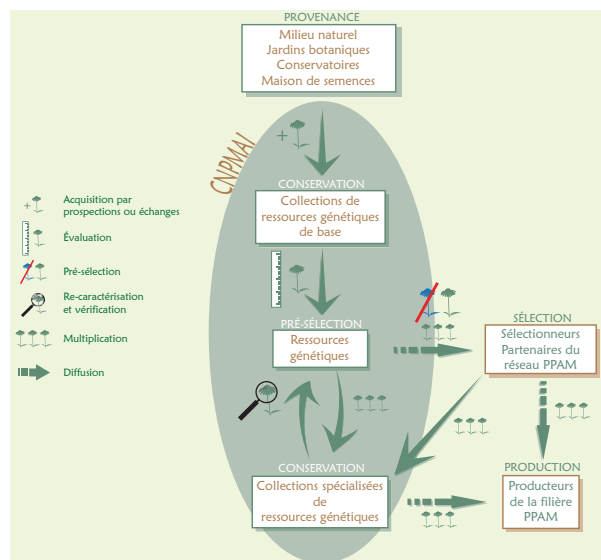 PROVENANCE
Milieu naturel
Jardins botaniques
Conservatoires
Maison de semences
CNPMAI
+
CONSERVATION
Collections de
ressources génétiques
de base
+
Acquisition par
prospections ou échanges
Évaluation
Pré-sélection
Re-caractérisation
et vérification
Multiplication
Diffusion
PRÉ-SÉLECTION
Ressources
génétiques
SÉLECTION
Sélectionneurs
Partenaires du
réseau PPAM
CONSERVATION
Collections spécialisées
de
ressources génétiques
PRODUCTION
Producteurs
de la filière
PPAM